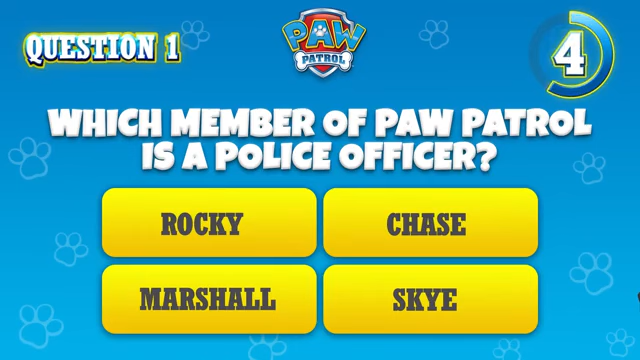 QUESTION 1
PAW
PATROL
4
WHICH MEMBER OF PAW PATROL
IS A POLICE OFFICER?
ROCKY
CHASE
MARSHALL
SKYE